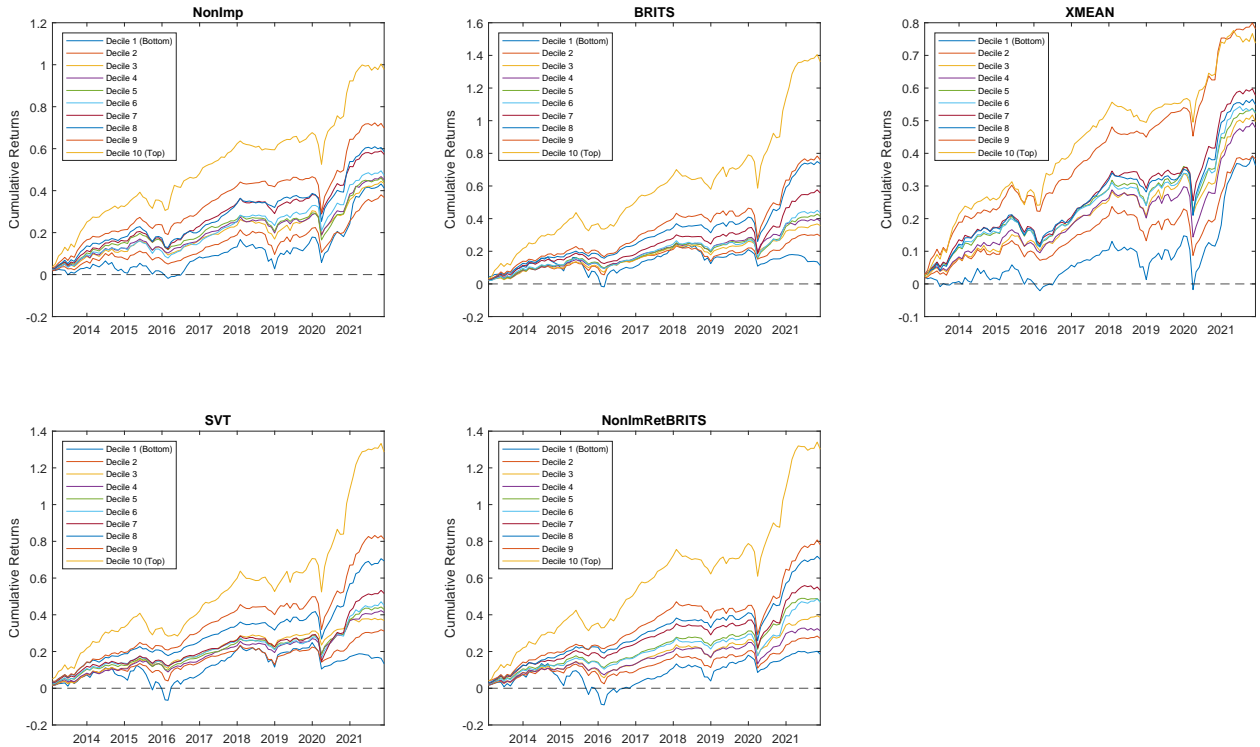 NonImp
1.2
1
0.8
0.6
0.4
0.2
0
-0.2
Cumulative Returns
Decile 1 (Bottom)
Decile 2
Decile 3
Decile 4
Decile 5
Decile 6
Decile 7
Decile 8
Decile 9
Decile 10 (Top)
2014 2015 2016 2017 2018 2019 2020 2021
BRITS
1.6
1.4
1.2
1
0.8
0.6
0.4
0.2
0
-0.2
Cumulative Returns
Decile 1 (Bottom)
Decile 2
Decile 3
Decile 4
Decile 5
Decile 6
Decile 7
Decile 8
Decile 9
Decile 10 (Top)
2014 2015 2016 2017 2018 2019 2020 2021
XMEAN
0.8
0.7
0.6
0.5
0.4
0.3
0.2
0.1
0
-0.1
Cumulative Returns
Decile 1 (Bottom)
Decile 2
Decile 3
Decile 4
Decile 5
Decile 6
Decile 7
Decile 8
Decile 9
Decile 10 (Top)
2014 2015 2016 2017 2018 2019 2020 2021
SVT
1.4
1.2
1
0.8
0.6
0.4
0.2
0
-0.2
Cumulative Returns
Decile 1 (Bottom)
Decile 2
Decile 3
Decile 4
Decile 5
Decile 6
Decile 7
Decile 8
Decile 9
Decile 10 (Top)
2014 2015 2016 2017 2018 2019 2020 2021
NonImRetBRITS
1.4
1.2
1
0.8
0.6
0.4
0.2
0
-0.2
Cumulative Returns
Decile 1 (Bottom)
Decile 2
Decile 3
Decile 4
Decile 5
Decile 6
Decile 7
Decile 8
Decile 9
Decile 10 (Top)
2014 2015 2016 2017 2018 2019 2020 2021